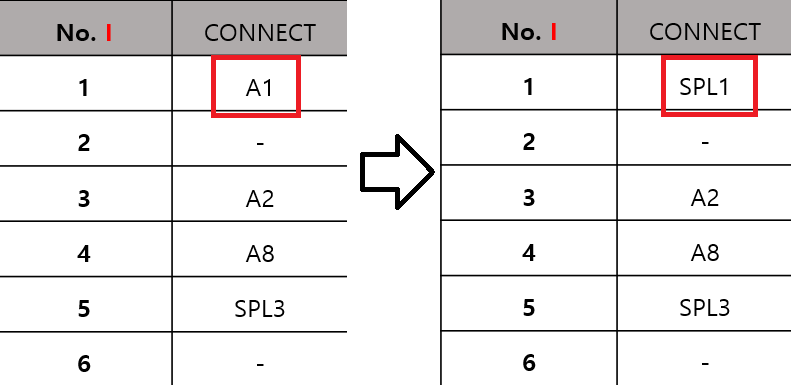 No. I CONNECT
1 A1
2 -
3 A2
4 A8
5 SPL3
6 -
No. I CONNECT
1 SPL1
2 -
3 A2
4 A8
5 SPL3
6 -